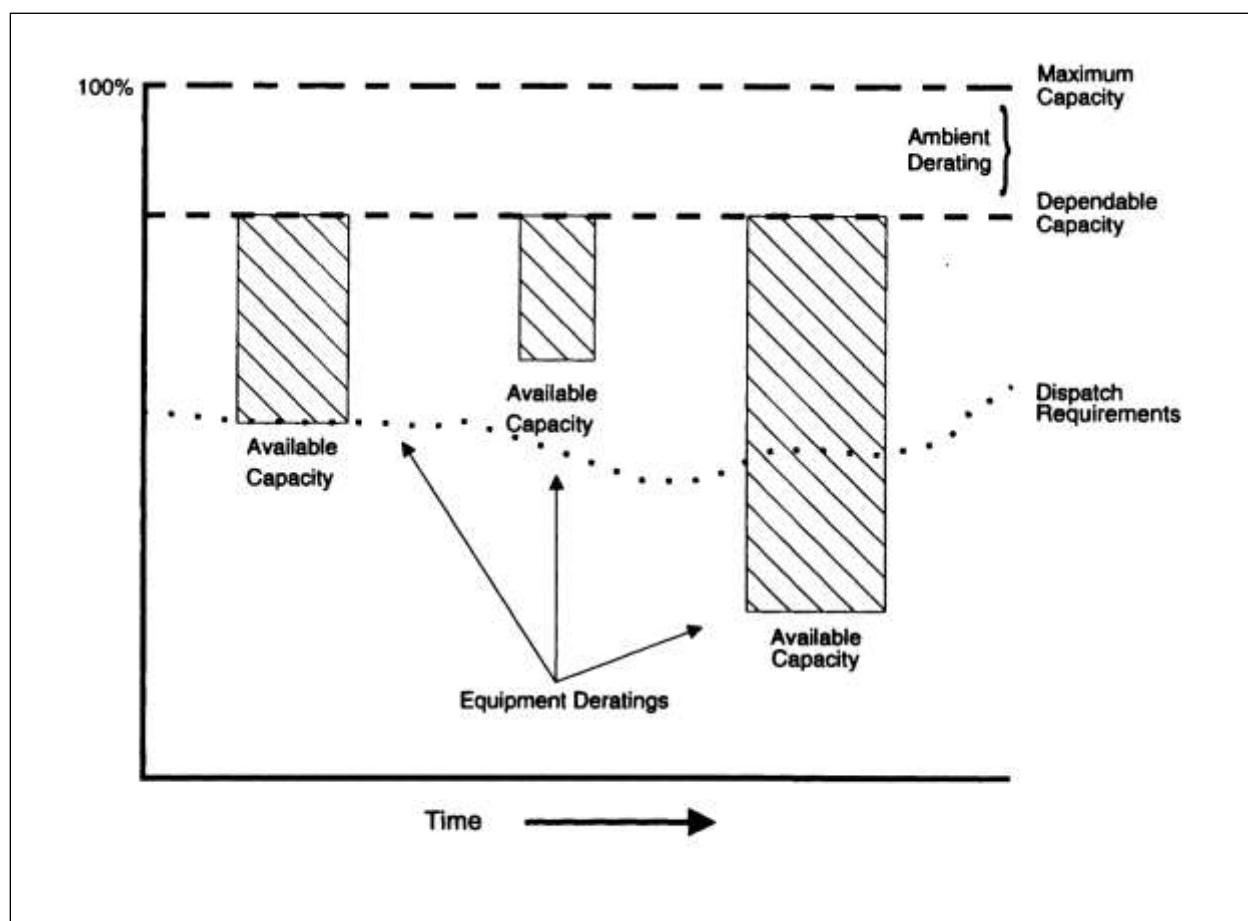 100%
Maximum
Capacity
Ambient
Derating
Dependable
Capacity
Available
Capacity
Dispatch
Requirements
Available
Capacity
Available
Capacity
Equipment Deratings
Time